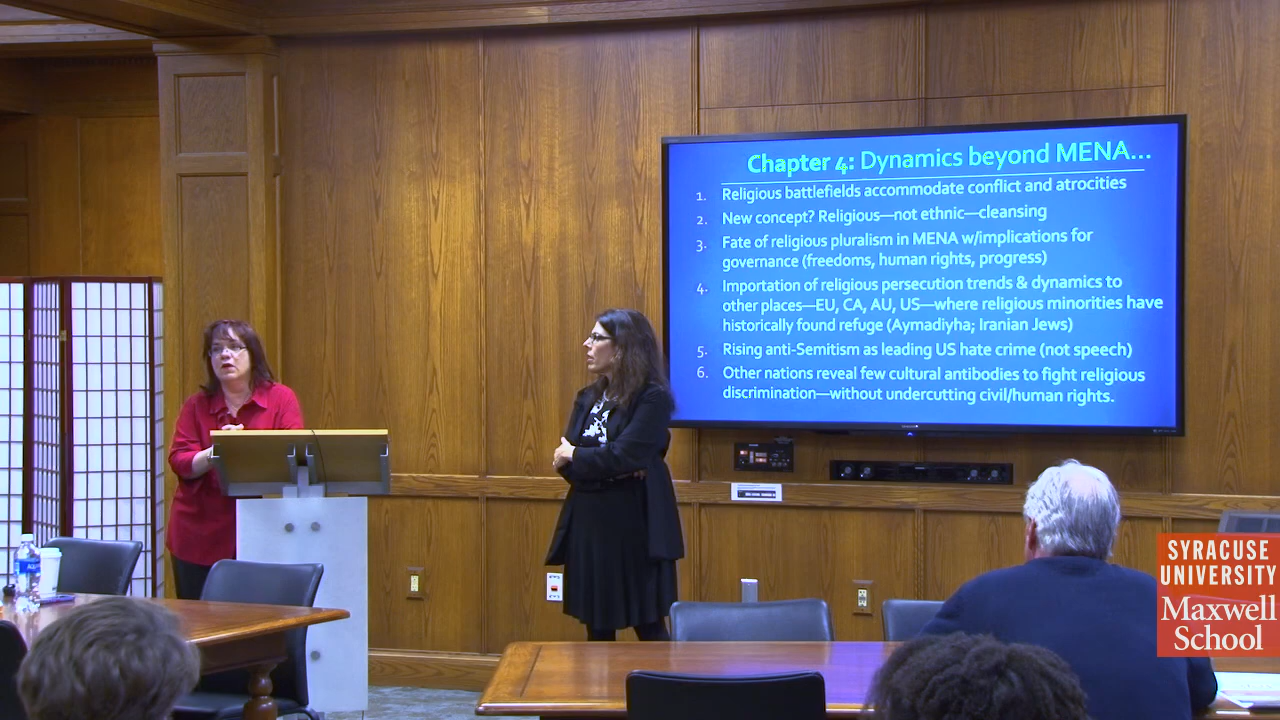 Chapter 4: Dynamics beyond MENA...
1. Religious battlefields accommodate conflict and atrocities
2. New concept? Religious—not ethnic—cleansing
3. Fate of religious pluralism in MENA w/implications for
governance (freedoms, human rights, progress)
4. Importation of religious persecution trends & dynamics to
other places—EU, CA, AU, US—where religious minorities have
historically found refuge (Aymadiyha; Iranian Jews)
5. Rising anti-Semitism as leading US hate crime (not speech)
6. Other nations reveal few cultural antibodies to fight religious
discrimination—without undercutting civil/human rights.
SYRACUSE
UNIVERSITY
Maxwell
School